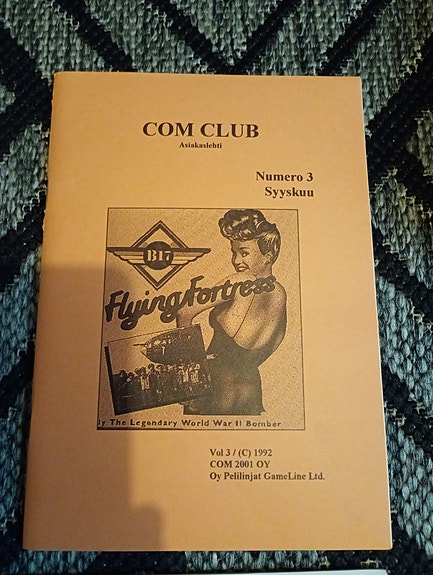 COM CLUB
Asiakaslehti
Numero 3
Syyskuu
B17
Flying Fortress
ly The Legendary World War II Bomber
Vol 3 / (C) 1992
COM 2001 OY
Oy Pelilinjat GameLine Ltd.